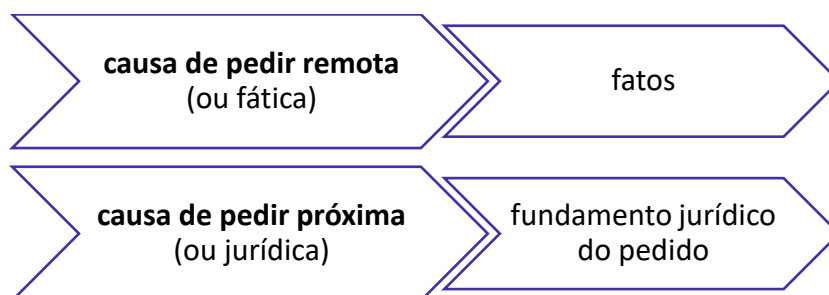 causa de pedir remota
(ou fática)
fatos
causa de pedir próxima
(ou jurídica)
fundamento jurídico
do pedido